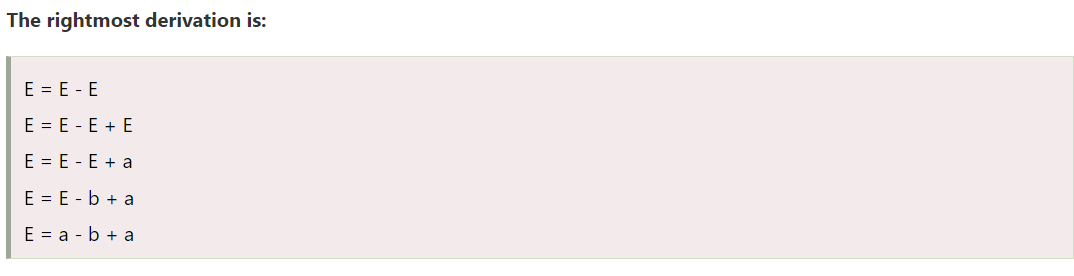 The rightmost derivation is:
E = E - E
E = E - E + E
E = E - E + a
E = E - b + a
E = a - b + a